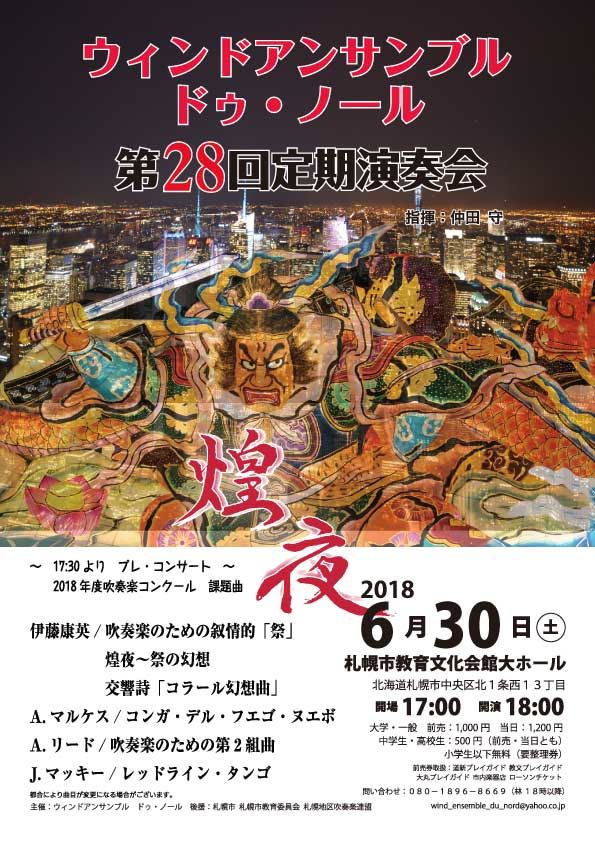 ウィンドアンサンブル
ドゥ・ノール
第28回定期演奏会
指揮：仲田 守
煌夜
～ 17:30より プレ・コンサート ～
2018年度吹奏楽コンクール 課題曲
伊藤康英/吹奏楽のための叙情的「祭」
煌夜～祭の幻想
交響詩「コラール幻想曲」
A.マルケス/コンガ・デル・フエゴ・ヌエボ
A.リード/吹奏楽のための第2組曲
J.マッキー/レッドライン・タンゴ
都合により曲目が変更になる場合がございます。
主催：ウィンドアンサンブル ドゥ・ノール 後援：札幌市 札幌市教育委員会 札幌地区吹奏楽連盟
2018
6月30日㊏
札幌市教育文化会館大ホール
北海道札幌市中央区北１条西１３丁目
開場 17:00 開演 18:00
大学・一般 前売：1,000円 当日：1,200円
中学生・高校生：500円（前売・当日とも）
小学生以下無料（要整理券）
前売券取扱：道新プレイガイド 教文プレイガイド
大丸プレイガイド 市内楽器店 ローソンチケット
問い合わせ：０８０－１８９６－８６６９（林 １８時以降）
wind_ensemble_du_nord@yahoo.co.jp